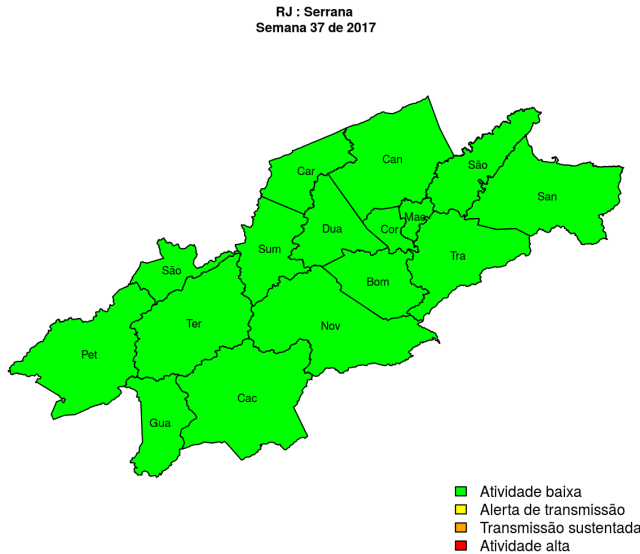 RJ : Serrana
Semana 37 de 2017
Can
Car
São
San
Mac
Dua
Cor
Sum
Tra
São
Bom
Ter
Nov
Pet
Cac
Gua
Atividade baixa
Alerta de transmissão
Transmissão sustentada
Atividade alta